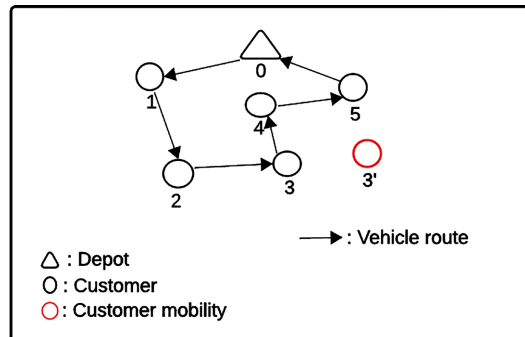 0
1
5
4
2
3
3'
: Vehicle route
: Depot
: Customer
: Customer mobility